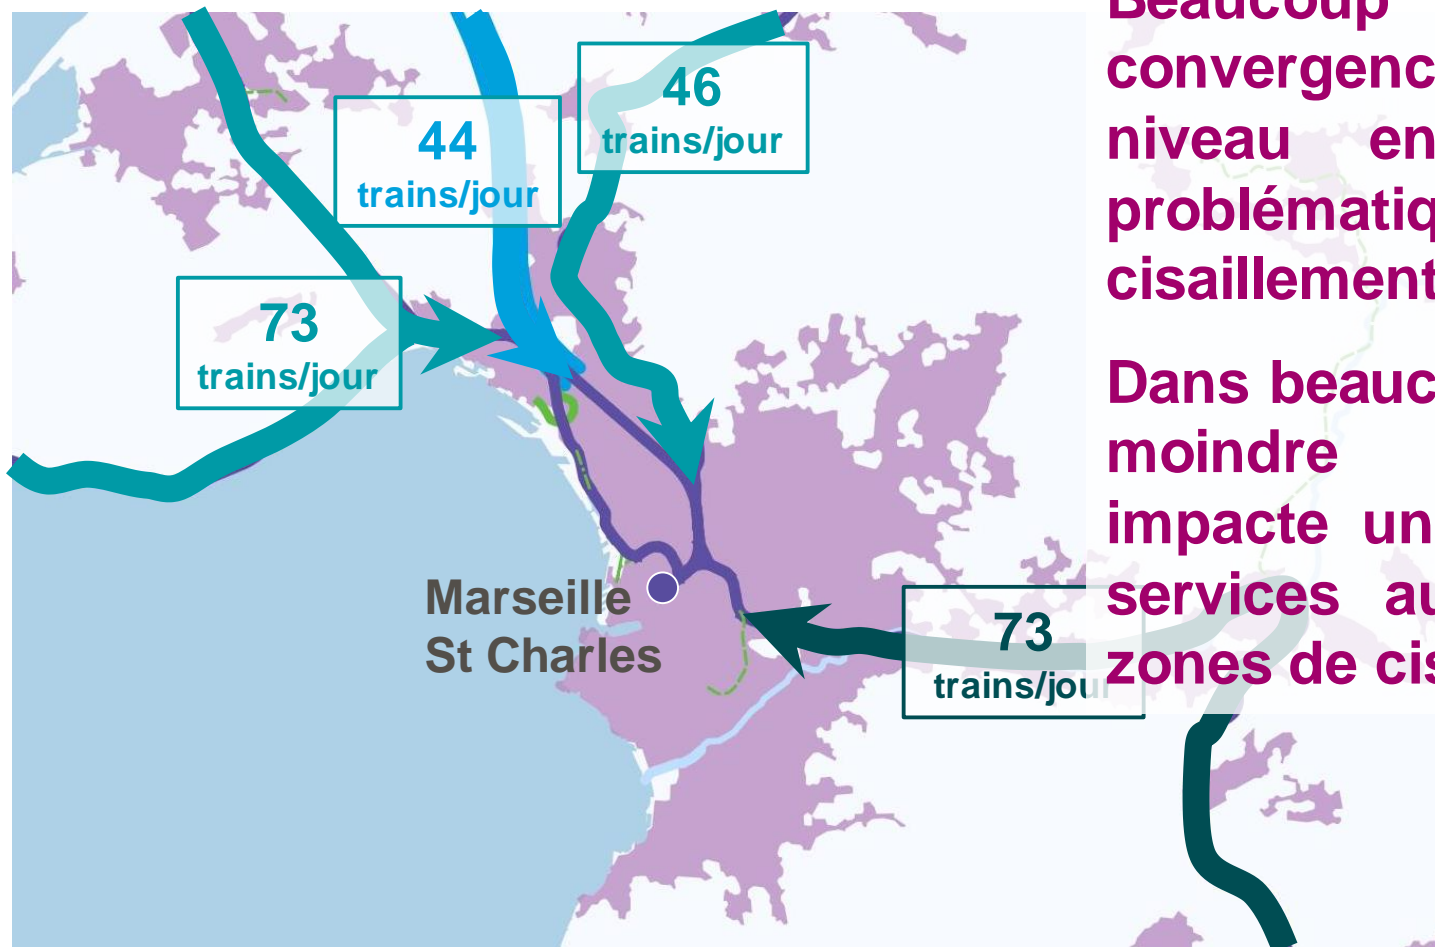 46
trains/jour
44
trains/jour
73
trains/jour
Marseille
St Charles
73
trains/jour
Beaucoup
convergenc
niveau en
problématiq
cisaillement
Dans beauc
moindre
impacte un
services au
zones de cis